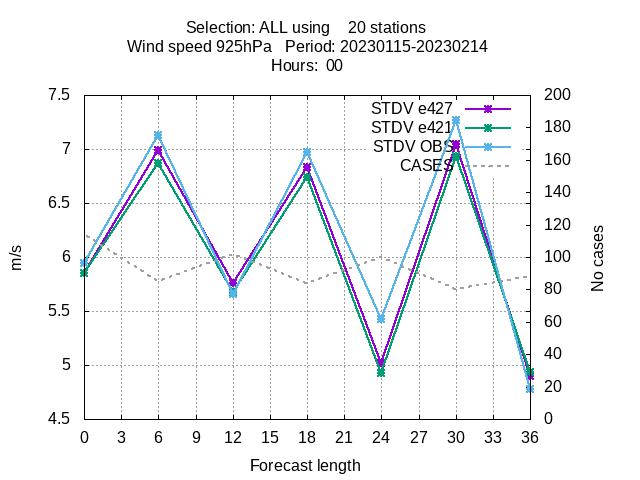 Selection: ALL using 20 stations
Wind speed 925hPa Period: 20230115-20230214
Hours: 00
STDV e427
STDV e421
STDV OBS
CASES
7.5
7
6.5
6
5.5
5
4.5
m/s
200
180
160
140
120
100
80
60
40
20
0
No cases
0 3 6 9 12 15 18 21 24 27 30 33 36
Forecast length